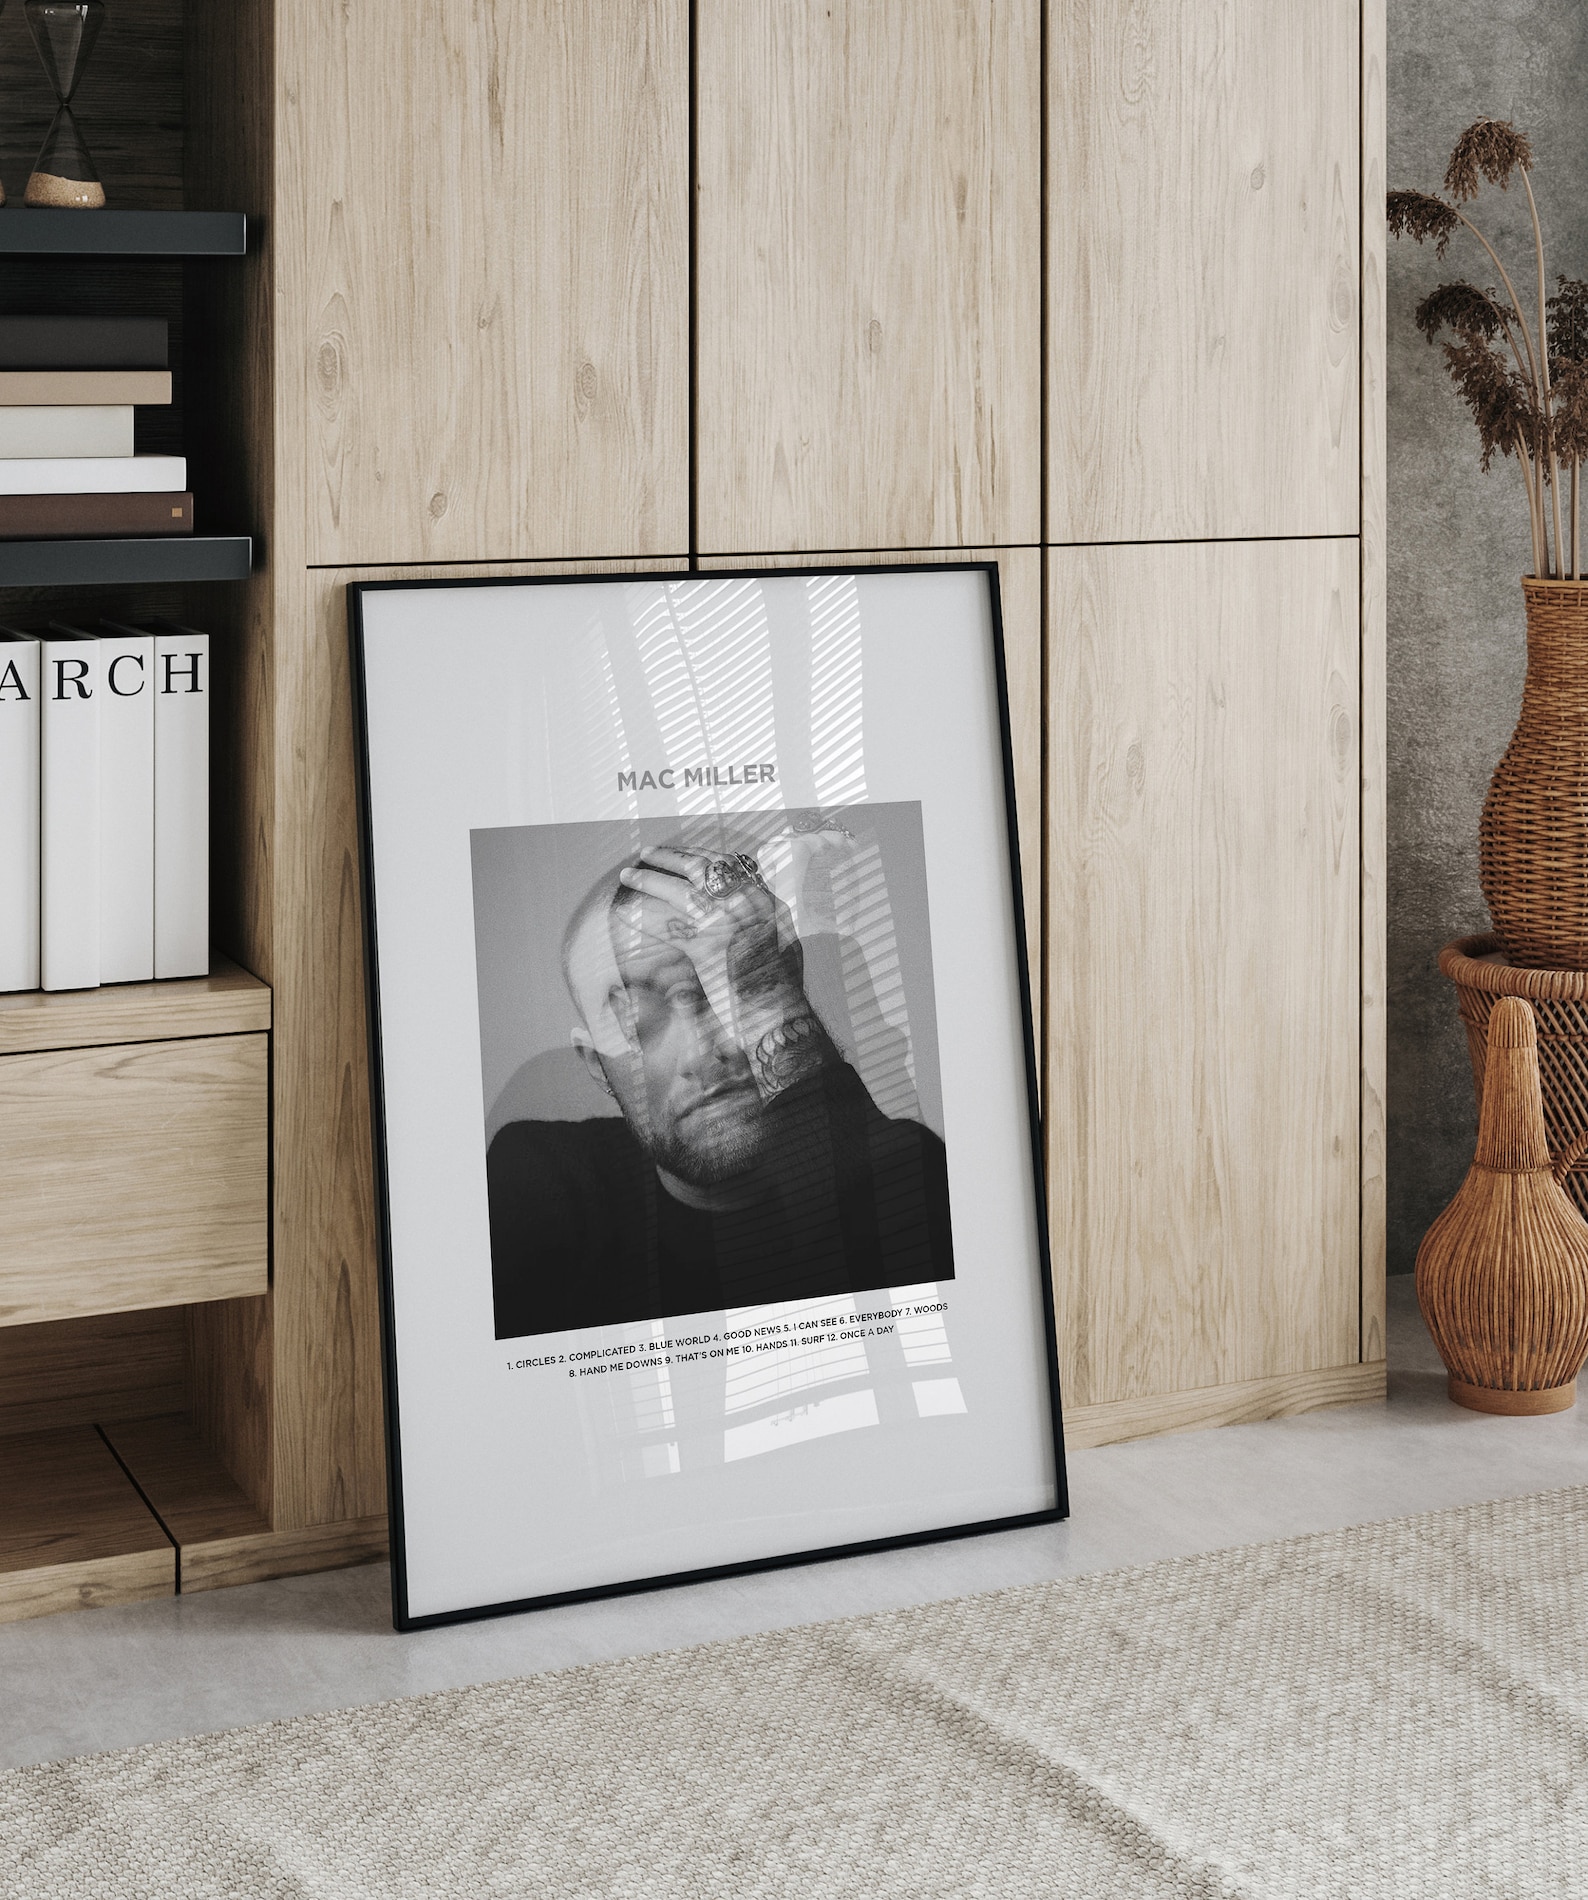 ARCH
MAC MILLER
1. CIRCLES 2. COMPLICATED 3. BLUE WORLD 4. GOOD NEWS 5. I CAN SEE 6. EVERYBODY 7. WOODS
8. HAND ME DOWNS 9. THAT'S ON ME 10. HANDS 11. SURF 12. ONCE A DAY